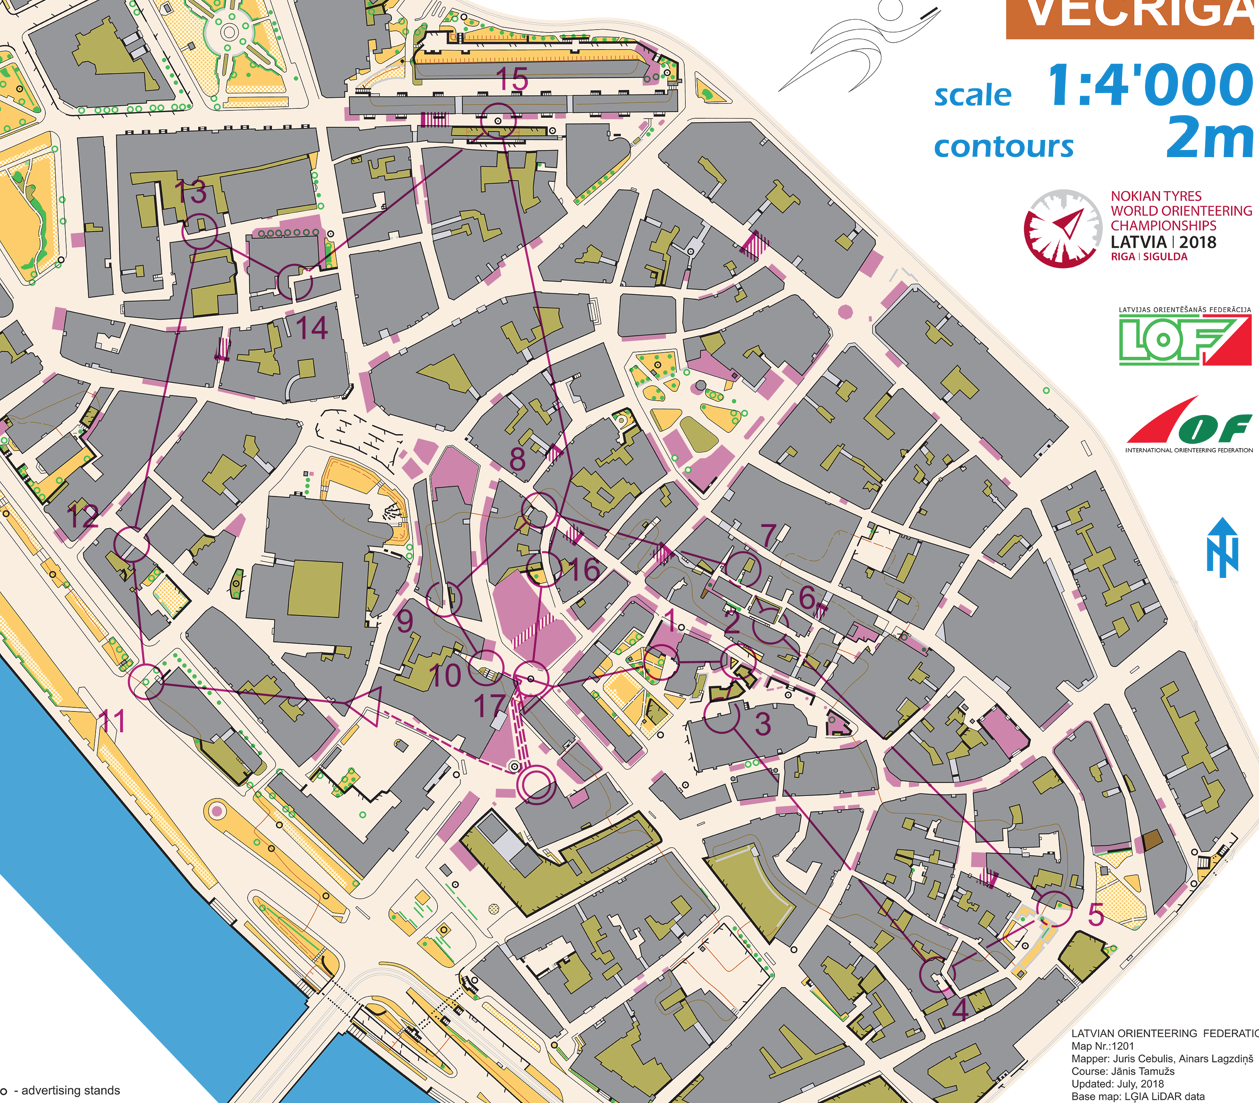 VECRIGA
scale 1:4'000
contours 2m
NOKIAN TYRES
WORLD ORIENTEERING
CHAMPIONSHIPS
LATVIA | 2018
RIGA | SIGULDA
LATVIJAS ORIENTĒŠANĀS FEDERĀCIJA
LOF
IOF
INTERNATIONAL ORIENTEERING FEDERATION
N
15
13
14
8
12
7
16
6
9
1
2
10
17
3
11
5
4
LATVIAN ORIENTEERING FEDERATIO
Map Nr.:1201
Mapper: Juris Cebulis, Ainars Lagzdiņš
Course: Jānis Tamužs
Updated: July, 2018
Base map: LĢIA LiDAR data
o - advertising stands